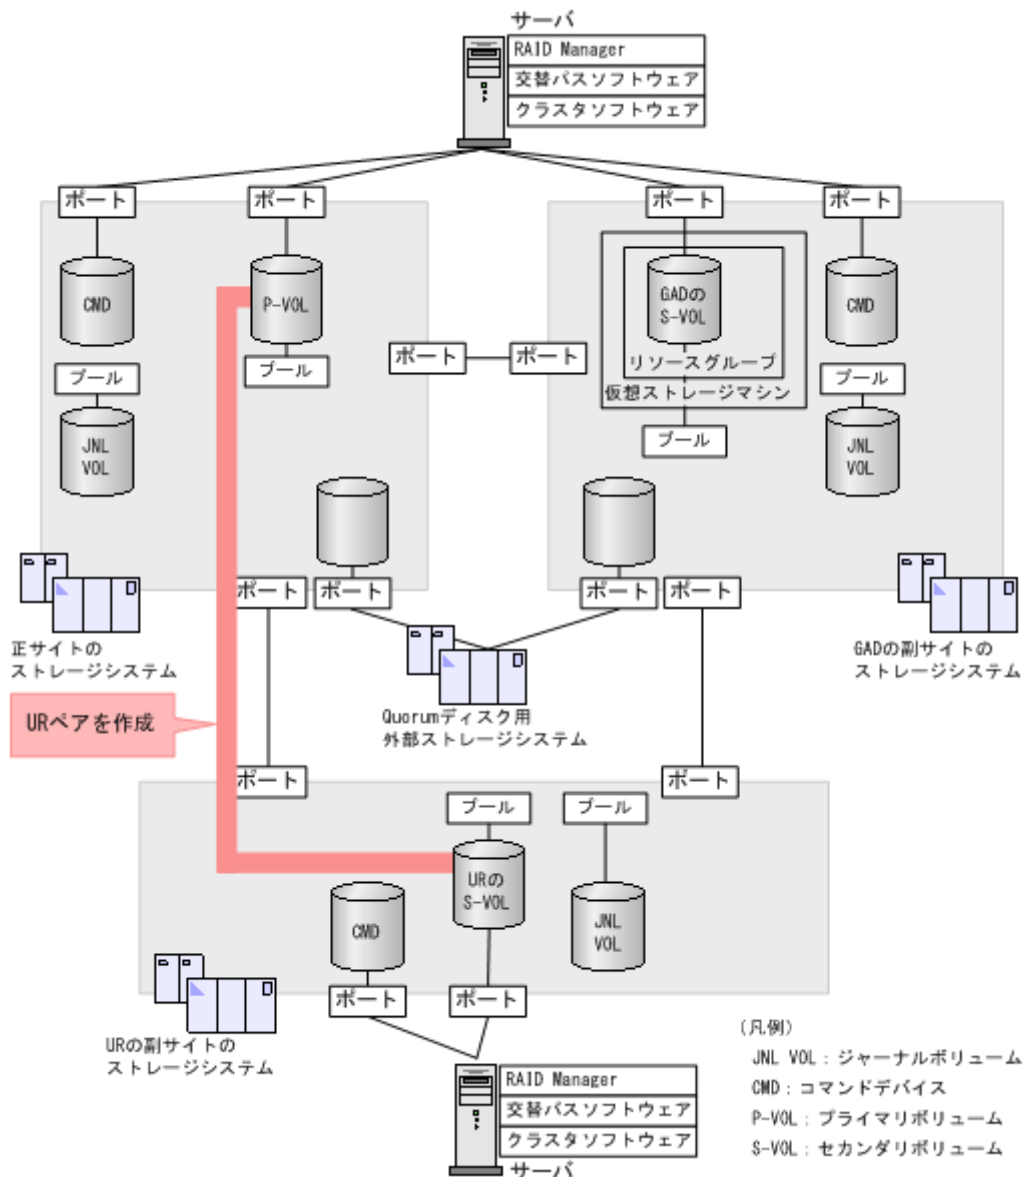 サーバ
RAID Manager
交替パスソフトウェア
クラスタソフトウェア
ポート
ポート
ポート
ポート
CMD
P-VOL
GADの
S-VOL
CMD
プール
プール
ポート
ポート
リソースグループ
仮想ストレージマシン
プール
JNL
VOL
プール
JNL
VOL
ポート
ポート
ポート
ポート
正サイトの
ストレージシステム
GADの副サイトの
ストレージシステム
Quorumディスク用
外部ストレージシステム
URペアを作成
ポート
ポート
プール
プール
URの
S-VOL
CMD
JNL
VOL
ポート
ポート
URの副サイトの
ストレージシステム
RAID Manager
交替パスソフトウェア
クラスタソフトウェア
サーバ
(凡例)
JNL VOL:ジャーナルボリューム
CMD:コマンドデバイス
P-VOL:プライマリボリューム
S-VOL:セカンダリボリューム